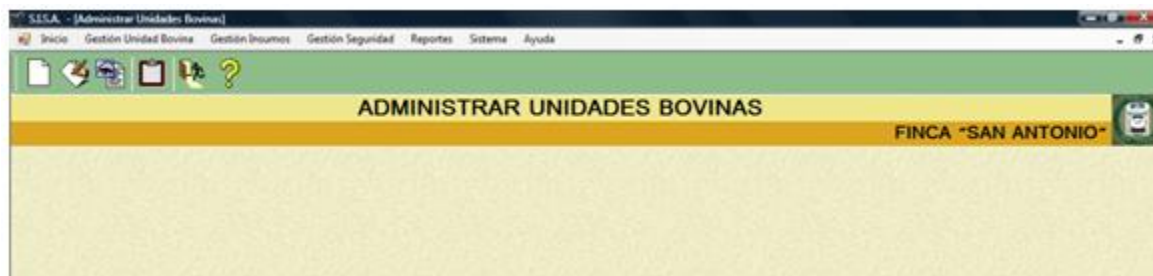 S.I.S.A. - [Administrar Unidades Bovinas]
Inicio Gestión Unidad Bovina Gestión Insumos Gestión Seguridad Reportes Sistema Ayuda
ADMINISTRAR UNIDADES BOVINAS
FINCA "SAN ANTONIO"